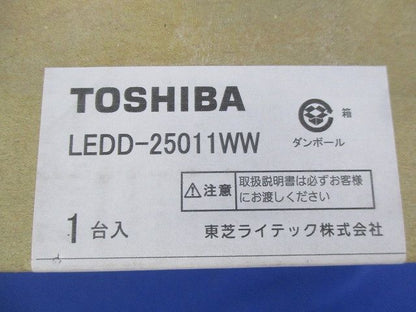 TOSHIBA
LEDD-25011WW
箱
ダンボール
注意
取扱説明書は必ずお客様
にお渡しください
1台入
東芝ライテック株式会社